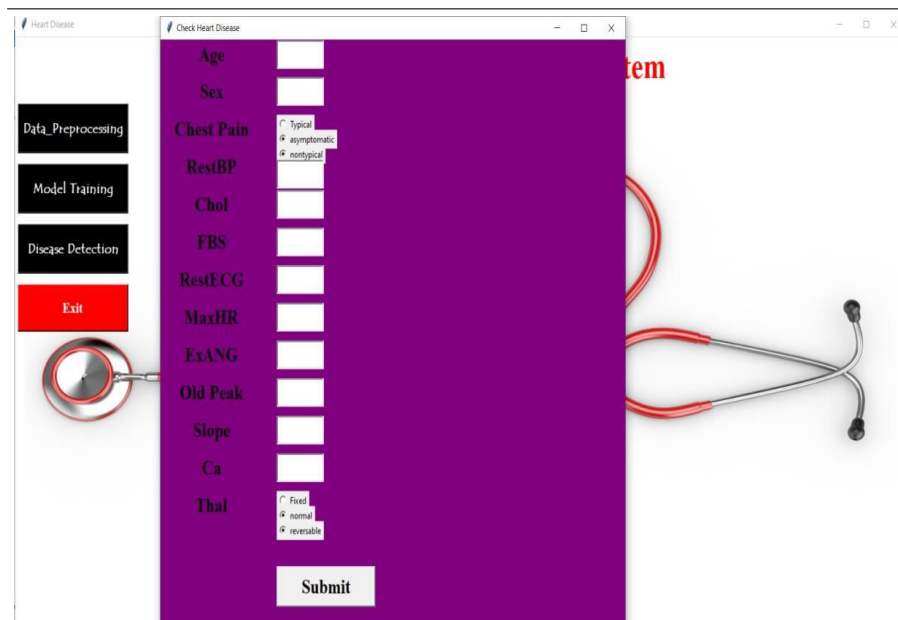 Heart Disease
Check Heart Disease
tem
Data_Preprocessing
Model Training
Disease Detection
Exit
Age
Sex
Chest Pain
Typical
asymptomatic
nontypical
RestBP
Chol
FBS
RestECG
MaxHR
ExANG
Old Peak
Slope
Ca
Thal
Fixed
normal
reversable
Submit